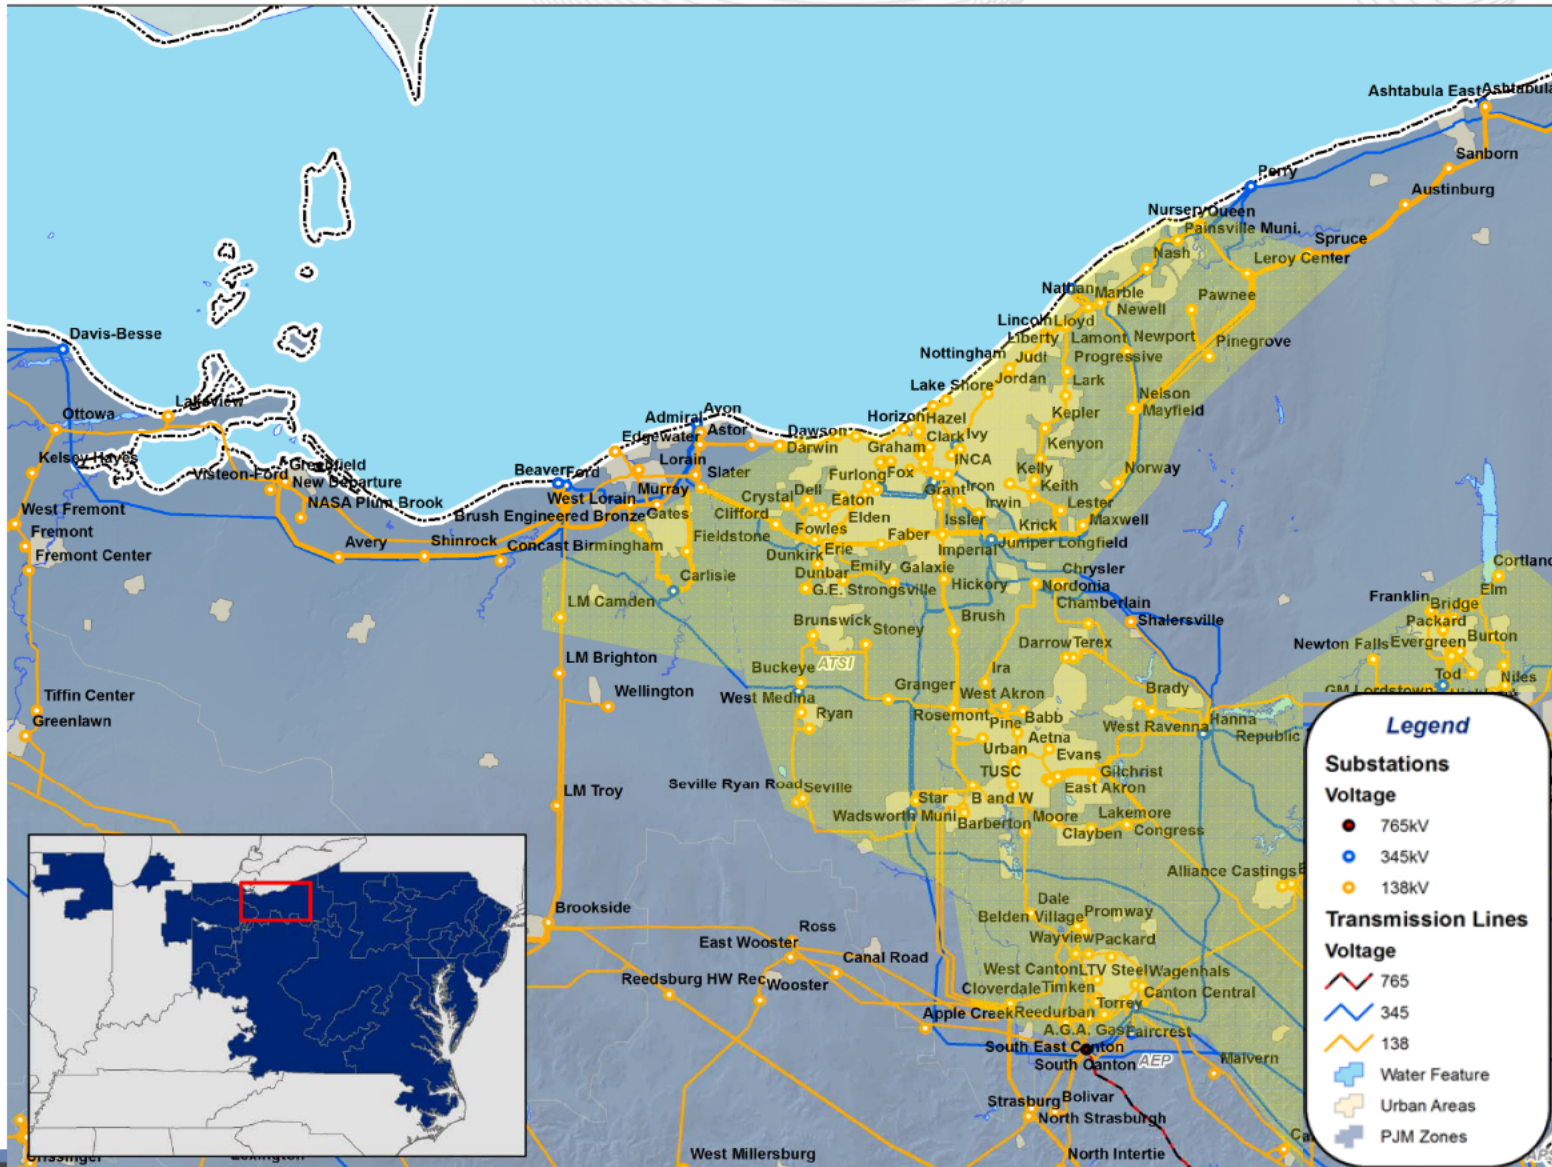 Ashtabula East
Ashtabula
Sanborn
Perry
Austinburg
Nursery
Queen
Painsville Muni.
Spruce
Nash
Leroy Center
Nathan
Marble
Pawnee
Newell
Lincoln
Lloyd
Davis-Besse
Liberty
Lamont
Newport
Pinegrove
Nottingham
Judi
Progressive
Jordan
Lark
Lake Shore
Nelson
Lakeview
Avon
Mayfield
Ottowa
Admiral
Horizon
Hazel
Kepler
Edgewater
Astor
Dawson
Clark
Ivy
Darwin
Graham
Kenyon
Kelsey Hayes
Greenfield
Lorain
INCA
Visteon-Ford
Beaver
Ford
Slater
Furlong
Fox
Kelly
Norway
New Departure
Murray
Dell
Grant
Iron
Keith
NASA Plum Brook
West Lorain
Crystal
Eaton
Irwin
Lester
West Fremont
Brush Engineered Bronze
Gates
Clifford
Elden
Issler
Krick
Maxwell
Fremont
Fowles
Faber
Fieldstone
Avery
Shinrock
Concast Birmingham
Dunkirk
Erie
Imperial
Juniper
Longfield
Fremont Center
Emily
Galaxie
Chrysler
Carlisle
Dunbar
Hickory
Nordonia
Cortland
G.E. Strongsville
Elm
LM Camden
Chamberlain
Franklin
Bridge
Brunswick
Brush
Shalersville
Packard
Stoney
Darrow
Terex
Newton Falls
Evergreen
Burton
LM Brighton
ATSI
Buckeye
Ira
Tod
Niles
Tiffin Center
Wellington
West Medina
Granger
West Akron
Brady
GM Lordstown
Greenlawn
Ryan
Rosemont
Pine
Babb
West Ravenna
Hanna
Aetna
Republic
Urban
Evans
TUSC
Gilchrist
LM Troy
Seville Ryan Road
Seville
East Akron
Star
B and W
Wadsworth Muni
Barberton
Moore
Lakemore
Clayben
Congress
Alliance Castings
Brookside
Dale
Belden Village
Promway
Ross
East Wooster
Wayview
Packard
Canal Road
West Canton
LTV Steel
Wagenhals
Reedsburg HW Rec
Wooster
Cloverdale
Timken
Canton Central
Torrey
Apple Creek
Reedurban
A.G.A. Gas
Faircrest
South East Canton
AEP
Malvern
South Canton
Strasburg
Bolivar
North Strasburgh
West Millersburg
North Intertie
Legend
Substations
Voltage
765kV
345kV
138kV
Transmission Lines
Voltage
765
345
138
Water Feature
Urban Areas
PJM Zones